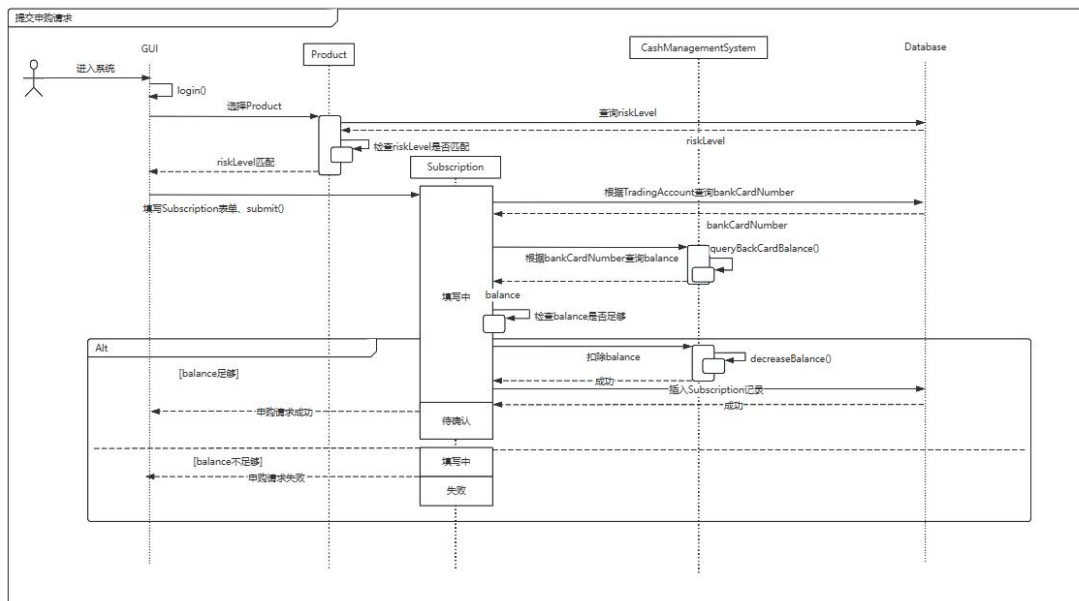 提交申购请求
GUI
Product
CashManagementSystem
Database
进入系统
login()
选择Product
查询riskLevel
riskLevel
检查riskLevel是否匹配
riskLevel匹配
Subscription
填写Subscription表单、submit()
根据TradingAccount查询bankCardNumber
bankCardNumber
queryBackCardBalance()
根据bankCardNumber查询balance
填写中
balance
检查balance是否足够
Alt
扣除balance
decreaseBalance()
[balance足够]
成功
插入Subscription记录
成功
申购请求成功
待确认
[balance不足够]
填写中
申购请求失败
失败